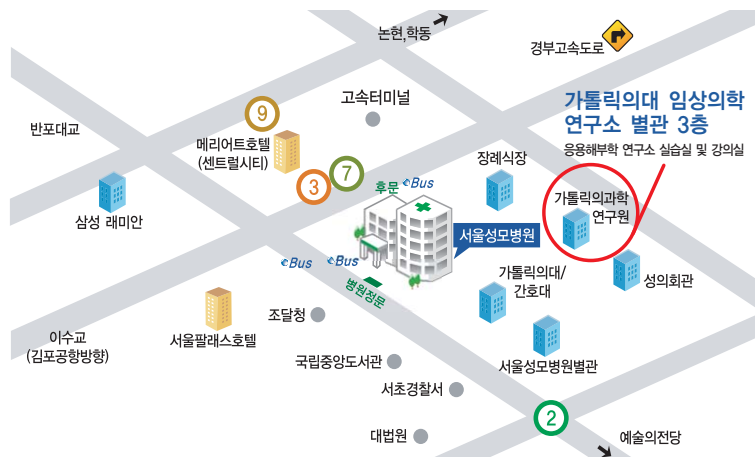 논현,학동
경부고속도로
가톨릭의대 임상의학
연구소 별관 3층
응용해부학 연구소 실습실 및 강의실
고속터미널
9
반포대교
메리어트호텔
(센트럴시티)
장례식장
7
3
후문
eBus
가톨릭의과학
연구원
삼성 래미안
서울성모병원
eBus
eBus
가톨릭의대/
간호대
성의회관
병원정문
조달청
이수교
(김포공항방향)
서울팔래스호텔
국립중앙도서관
서울성모병원별관
서초경찰서
2
대법원
예술의전당